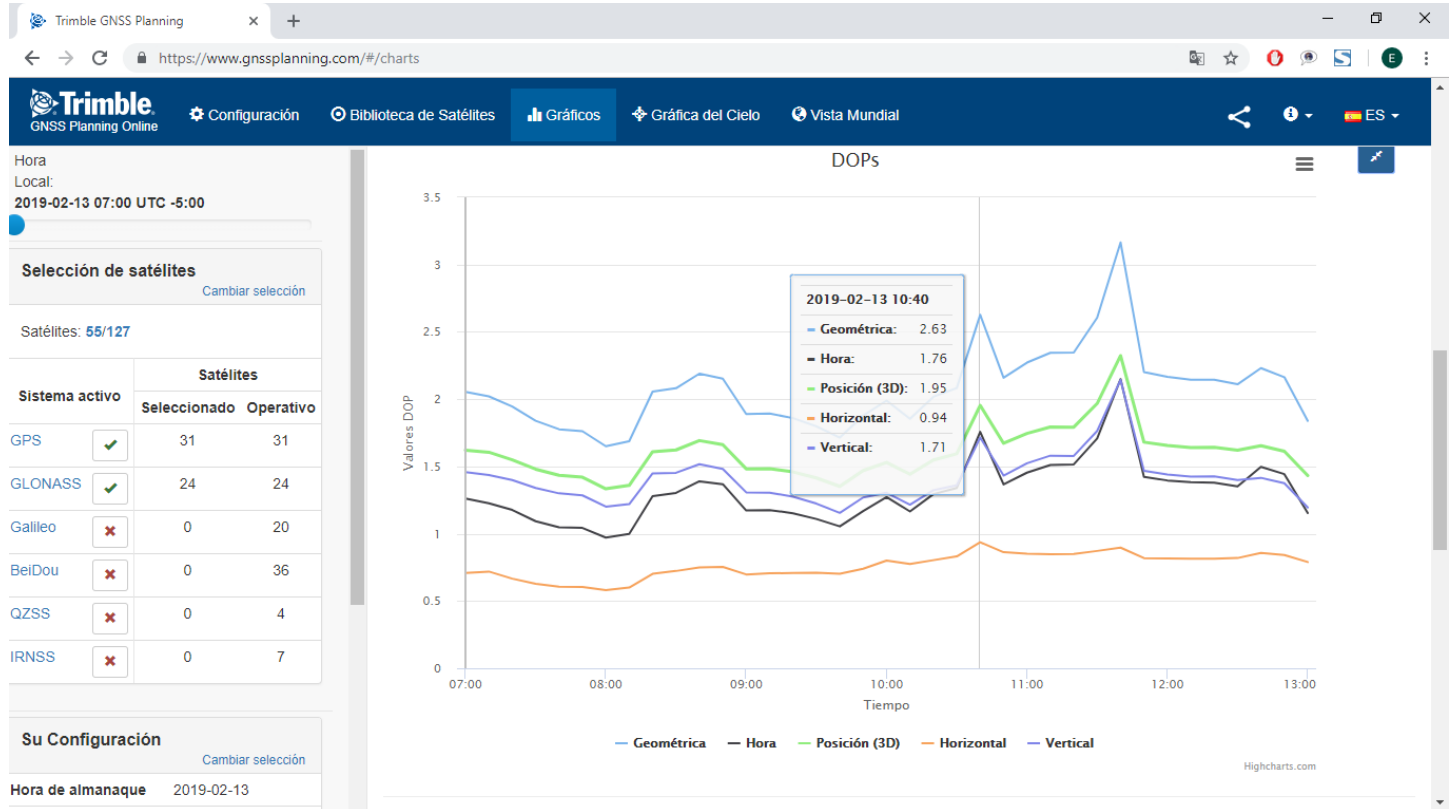 Trimble GNSS Planning
https://www.gnssplanning.com/#/charts
E
Trimble.
GNSS Planning Online
Configuración
Biblioteca de Satélites
Gráficos
Gráfica del Cielo
Vista Mundial
ES
Hora
Local:
2019-02-13 07:00 UTC -5:00
Selección de satélites
Cambiar selección
Satélites: 55/127
Sistema activo Satélites
Seleccionado Operativo
GPS 31 31
GLONASS 24 24
Galileo 0 20
BeiDou 0 36
QZSS 0 4
IRNSS 0 7
Su Configuración
Cambiar selección
Hora de almanaque 2019-02-13
DOPs
Valores DOP
3.5
3
2.5
2
1.5
1
0.5
0
2019-02-13 10:40
Geométrica: 2.63
Hora: 1.76
Posición (3D): 1.95
Horizontal: 0.94
Vertical: 1.71
07:00 08:00 09:00 10:00 11:00 12:00 13:00
Tiempo
Geométrica Hora Posición (3D) Horizontal Vertical
Highcharts.com